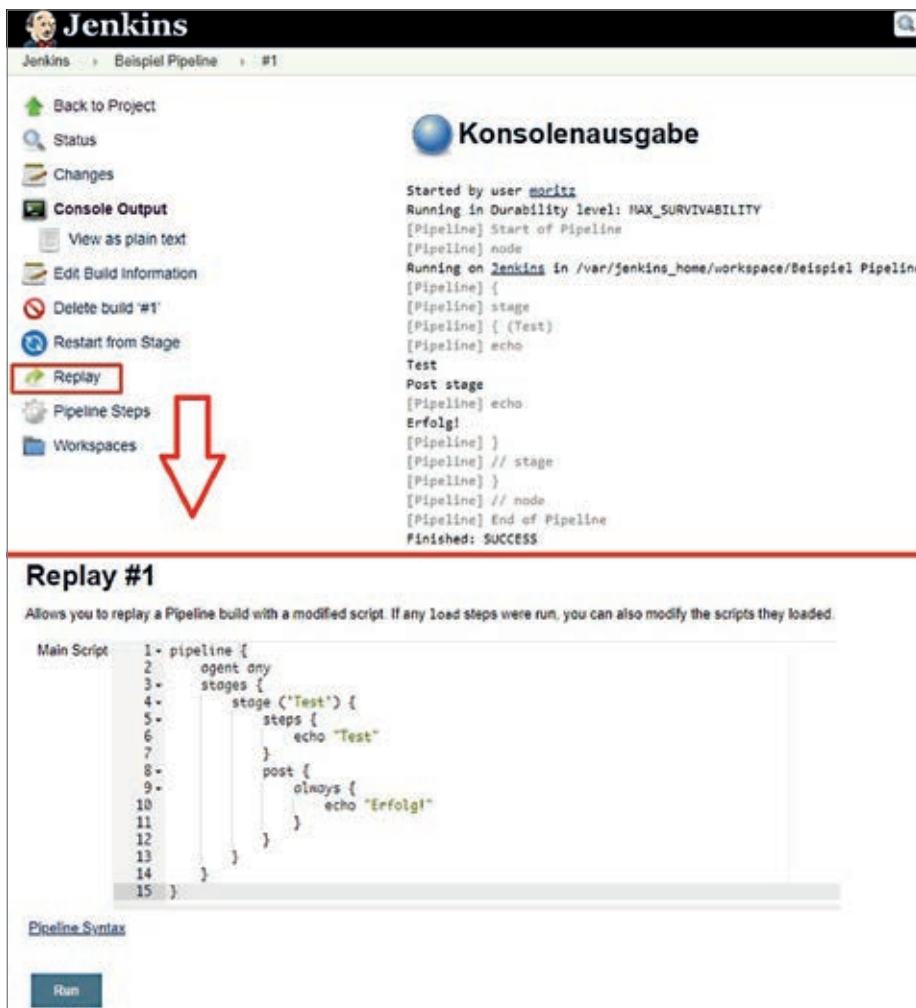 Jenkins
Jenkins › Beispiel Pipeline › #1
Back to Project
Status
Changes
Console Output
View as plain text
Edit Build Information
Delete build '#1'
Restart from Stage
Replay
Pipeline Steps
Workspaces
Konsolenausgabe
Started by user moritz
Running in Durability level: MAX_SURVIVABILITY
[Pipeline] Start of Pipeline
[Pipeline] node
Running on Jenkins in /var/jenkins_home/workspace/Beispiel Pipeline
[Pipeline] {
[Pipeline] stage
[Pipeline] { (Test)
[Pipeline] echo
Test
Post stage
[Pipeline] echo
Erfolg!
[Pipeline] }
[Pipeline] // stage
[Pipeline] }
[Pipeline] // node
[Pipeline] End of Pipeline
Finished: SUCCESS
Replay #1
Allows you to replay a Pipeline build with a modified script. If any load steps were run, you can also modify the scripts they loaded.
Main Script
1 pipeline {
2 agent any
3 stages {
4 stage ("Test") {
5 steps {
6 echo "Test"
7 }
8 post {
9 always {
10 echo "Erfolg!"
11 }
12 }
13 }
14 }
15 }
Pipeline Syntax
Run